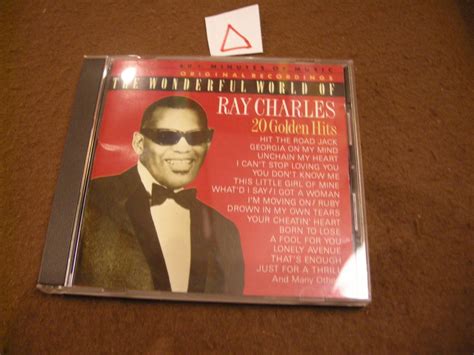 60+ MINUTES OF MUSIC
ORIGINAL RECORDINGS
THE WONDERFUL WORLD OF
RAY CHARLES
20 Golden Hits
HIT THE ROAD JACK
GEORGIA ON MY MIND
UNCHAIN MY HEART
I CAN'T STOP LOVING YOU
YOU DON'T KNOW ME
THIS LITTLE GIRL OF MINE
WHAT'D I SAY/I GOT A WOMAN
I'M MOVING ON/RUBY
DROWN IN MY OWN TEARS
YOUR CHEATIN' HEART
BORN TO LOSE
A FOOL FOR YOU
LONELY AVENUE
THAT'S ENOUGH
JUST FOR A THRILL
And Many